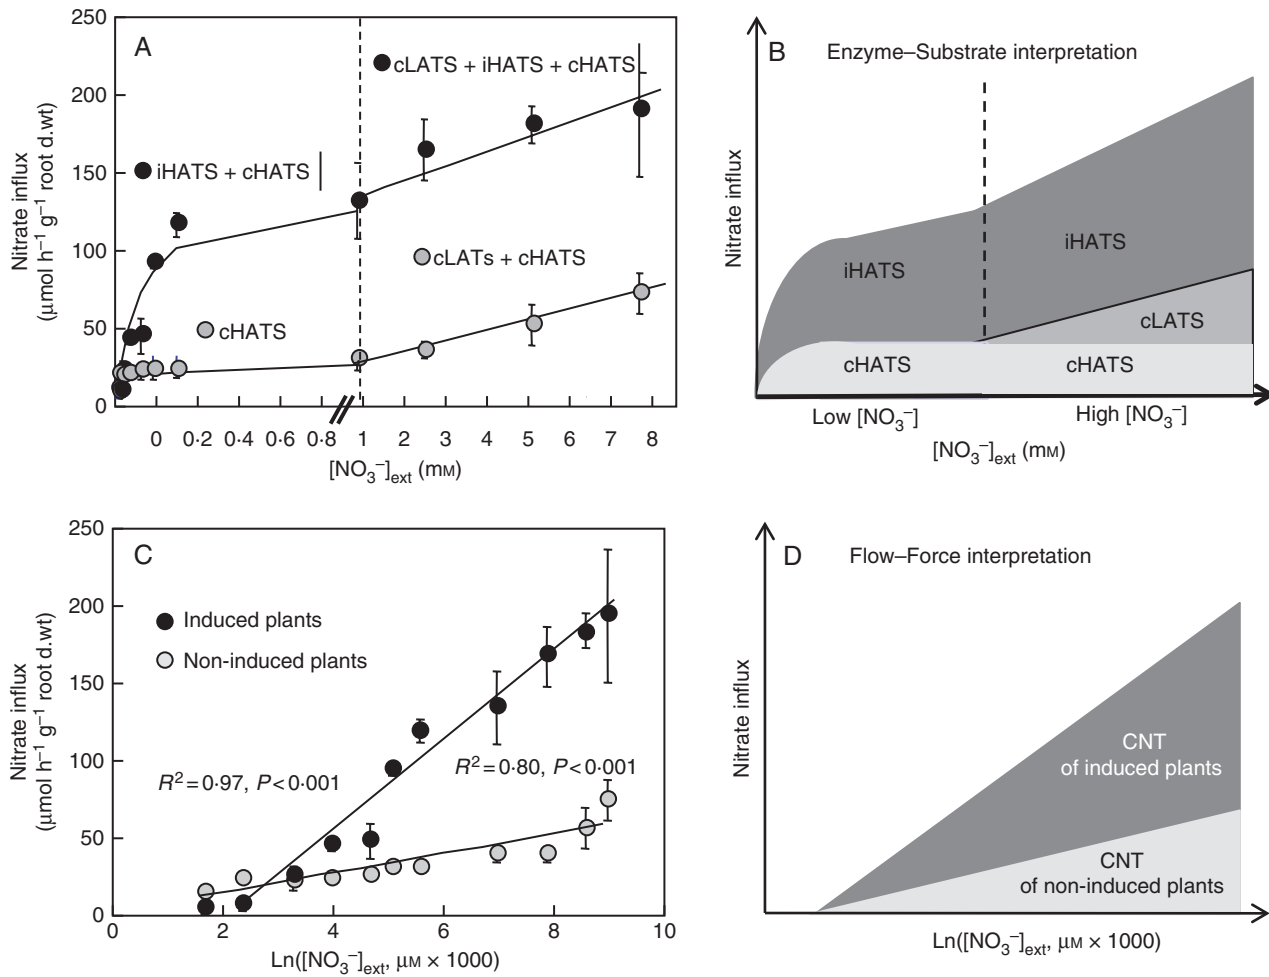 A
250
200
150
100
50
0
Nitrate influx
(μmol h⁻¹ g⁻¹ root d.wt)
cLATS + iHATS + cHATS
iHATS + cHATS
cLATs + cHATS
cHATS
0 0·2 0·4 0·6 0·8 1 2 4 5 6 7 8
[NO₃⁻]ext (mM)
B
Enzyme–Substrate interpretation
Nitrate influx
iHATS
iHATS
cLATS
cHATS
cHATS
Low [NO₃⁻]
High [NO₃⁻]
[NO₃⁻]ext (mM)
C
250
200
150
100
50
0
Nitrate influx
(μmol h⁻¹ g⁻¹ root d.wt)
Induced plants
Non-induced plants
R² = 0·97, P < 0·001
R² = 0·80, P < 0·001
0 2 4 6 8 10
Ln([NO₃⁻]ext, μM × 1000)
D
Flow–Force interpretation
Nitrate influx
CNT
of induced plants
CNT
of non-induced plants
Ln([NO₃⁻]ext, μM × 1000)